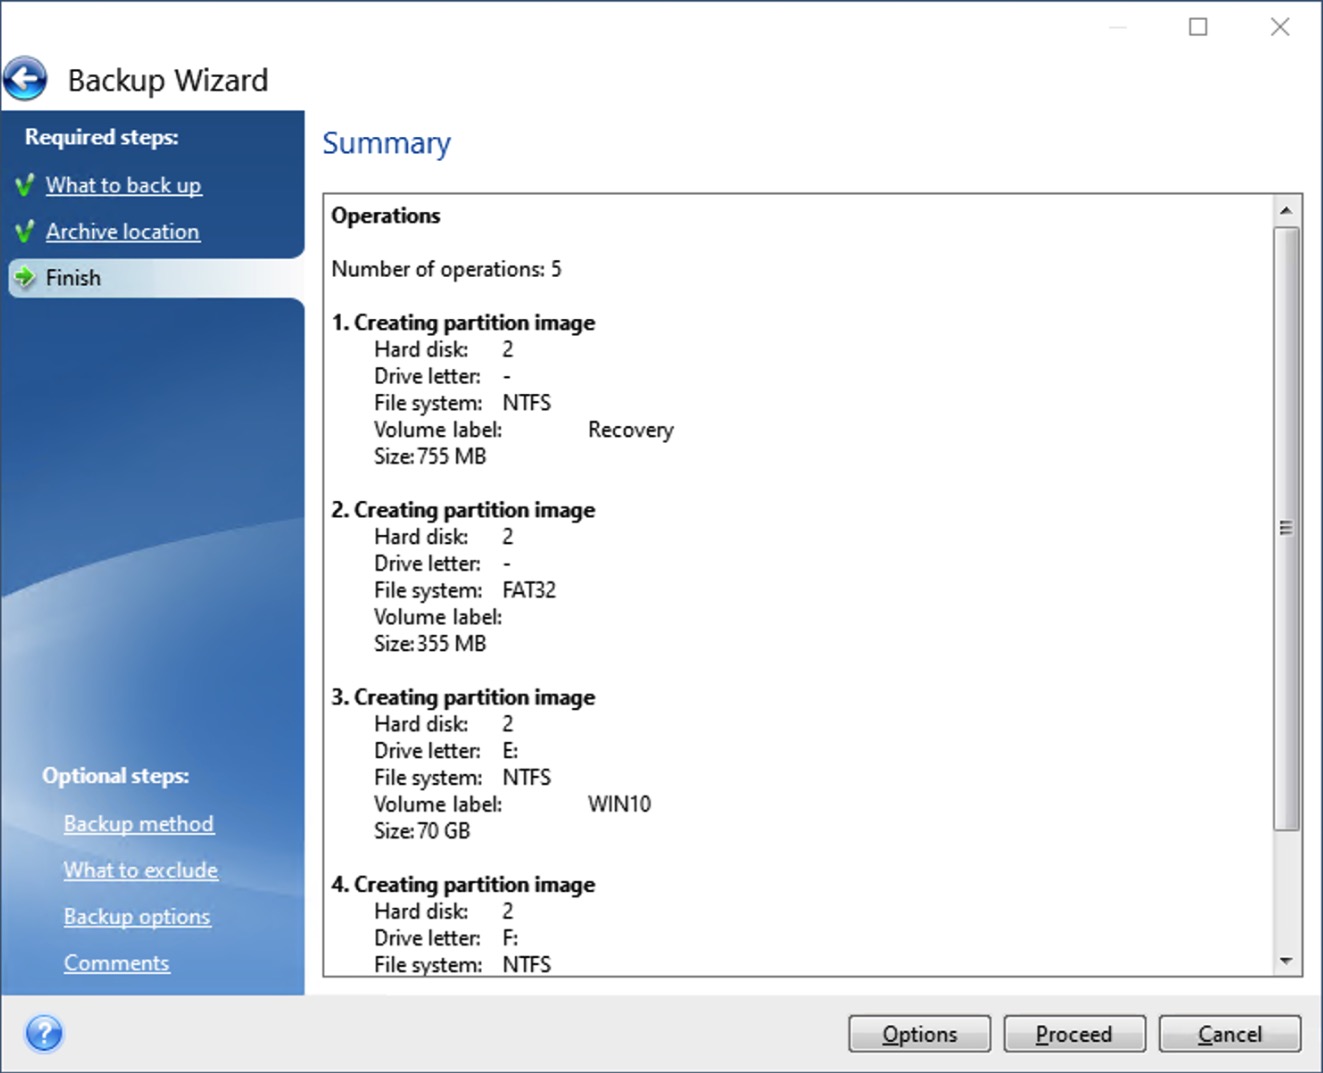 Backup Wizard
Required steps:
What to back up
Archive location
Finish
Optional steps:
Backup method
What to exclude
Backup options
Comments
Summary
Operations
Number of operations: 5
1. Creating partition image
Hard disk: 2
Drive letter: -
File system: NTFS
Volume label: Recovery
Size: 755 MB
2. Creating partition image
Hard disk: 2
Drive letter: -
File system: FAT32
Volume label:
Size: 355 MB
3. Creating partition image
Hard disk: 2
Drive letter: E:
File system: NTFS
Volume label: WIN10
Size: 70 GB
4. Creating partition image
Hard disk: 2
Drive letter: F:
File system: NTFS
?
Options Proceed Cancel